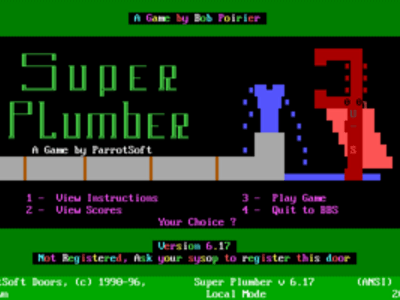 A Game by Bob Poirier
Super
Plumber
A Game by ParrotSoft
U
S
1 - View Instructions
2 - View Scores
3 - Play Game
4 - Quit to BBS
Your Choice ?
Version 6.17
Not Registered, Ask your sysop to register this door
Soft Doors, (c) 1990-96,
Super Plumber v 6.17
(ANSI)
Local Mode